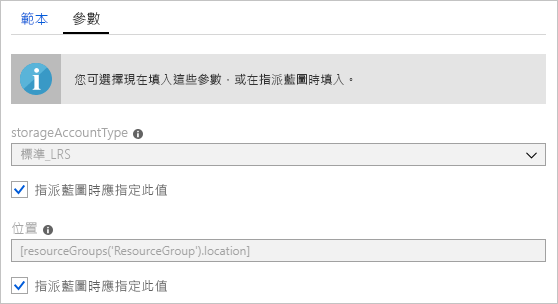 範本 參數
您可選擇現在填入這些參數，或在指派藍圖時填入。
storageAccountType
標準_LRS
指派藍圖時應指定此值
位置
[resourceGroups('ResourceGroup').location]
指派藍圖時應指定此值